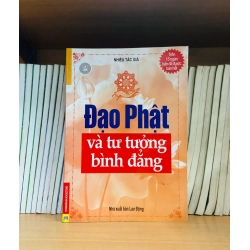 NHIỀU TÁC GIẢ
Đạo Phật
và tư tưởng
bình đẳng
Nhà xuất bản Lao Động